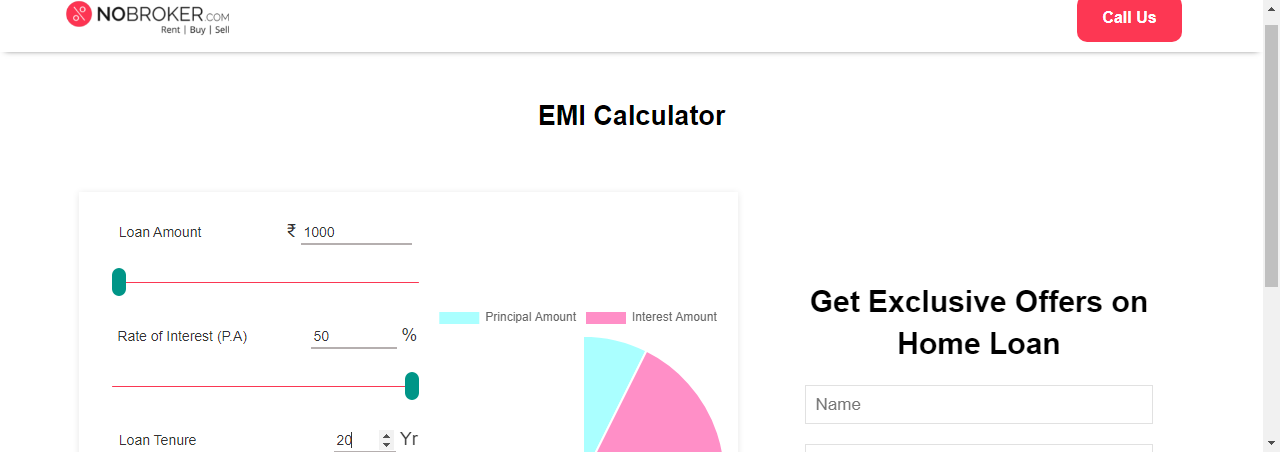 NOBROKER.COM
Rent | Buy | Sell
Call Us
EMI Calculator
Loan Amount ₹ 1000
Rate of Interest (P.A) 50 %
Loan Tenure 20 Yr
Principal Amount Interest Amount
Get Exclusive Offers on
Home Loan
Name